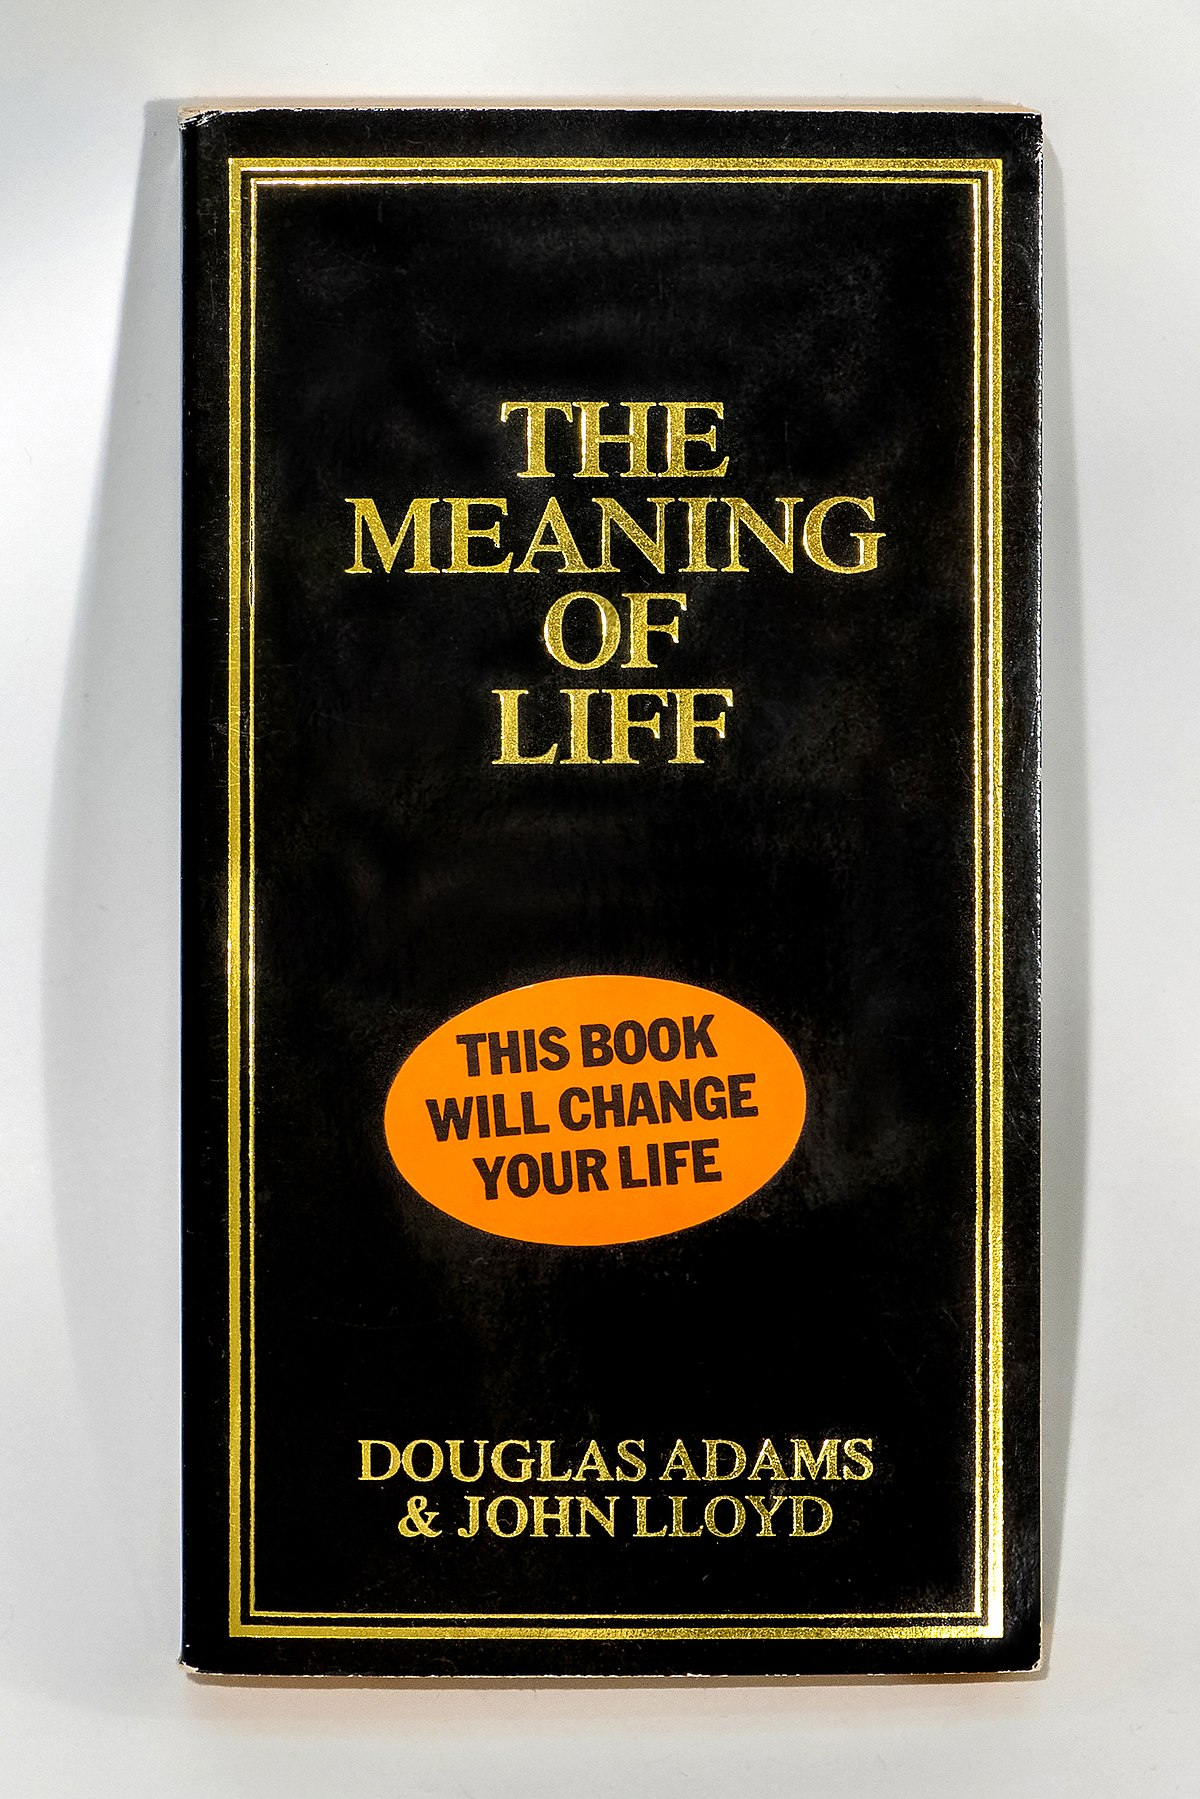 THE
MEANING
OF
LIFF
THIS BOOK
WILL CHANGE
YOUR LIFE
DOUGLAS ADAMS
& JOHN LLOYD